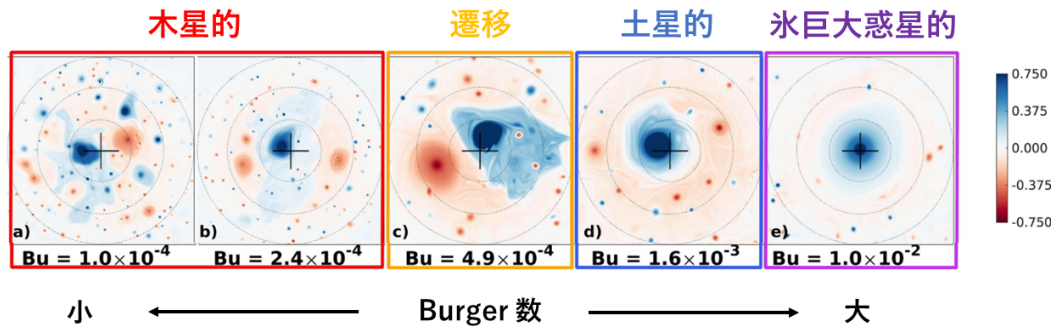 木星的 遷移 土星的 氷巨大惑星的
a) b) c) d) e)
Bu = 1.0×10⁻⁴ Bu = 2.4×10⁻⁴ Bu = 4.9×10⁻⁴ Bu = 1.6×10⁻³ Bu = 1.0×10⁻²
0.750
0.375
0.000
-0.375
-0.750
小 Burger 数 大